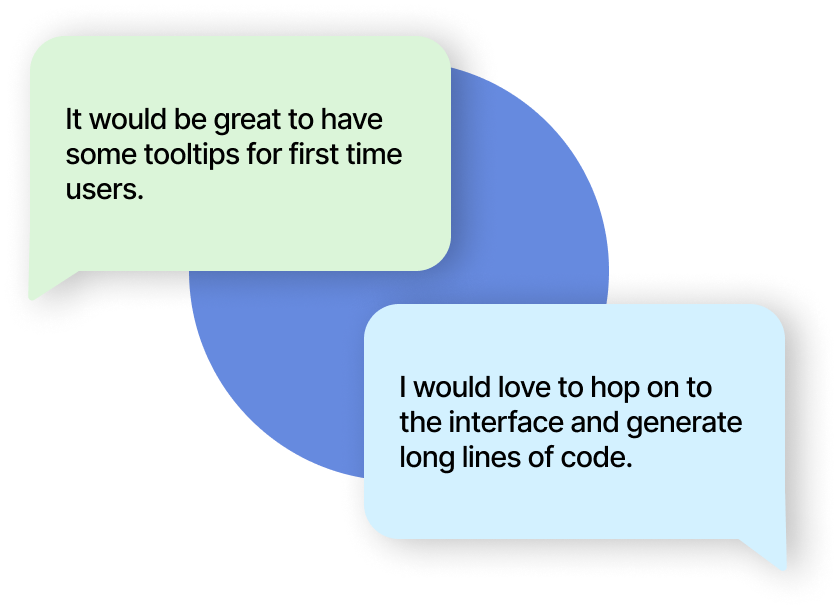 It would be great to have
some tooltips for first time
users.
I would love to hop on to
the interface and generate
long lines of code.